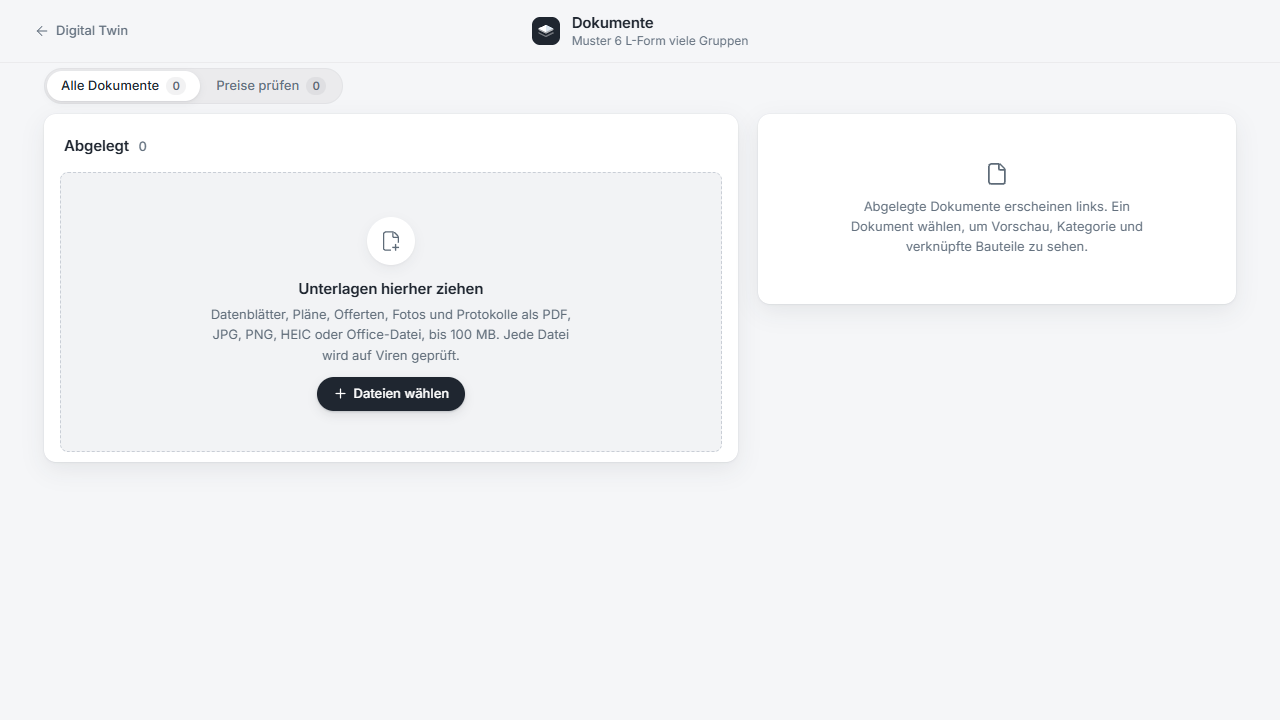 Digital Twin
Dokumente
Muster 6 L-Form viele Gruppen
Alle Dokumente 0
Preise prüfen 0
Abgelegt 0
Unterlagen hierher ziehen
Datenblätter, Pläne, Offerten, Fotos und Protokolle als PDF,
JPG, PNG, HEIC oder Office-Datei, bis 100 MB. Jede Datei
wird auf Viren geprüft.
Dateien wählen
Abgelegte Dokumente erscheinen links. Ein
Dokument wählen, um Vorschau, Kategorie und
verknüpfte Bauteile zu sehen.